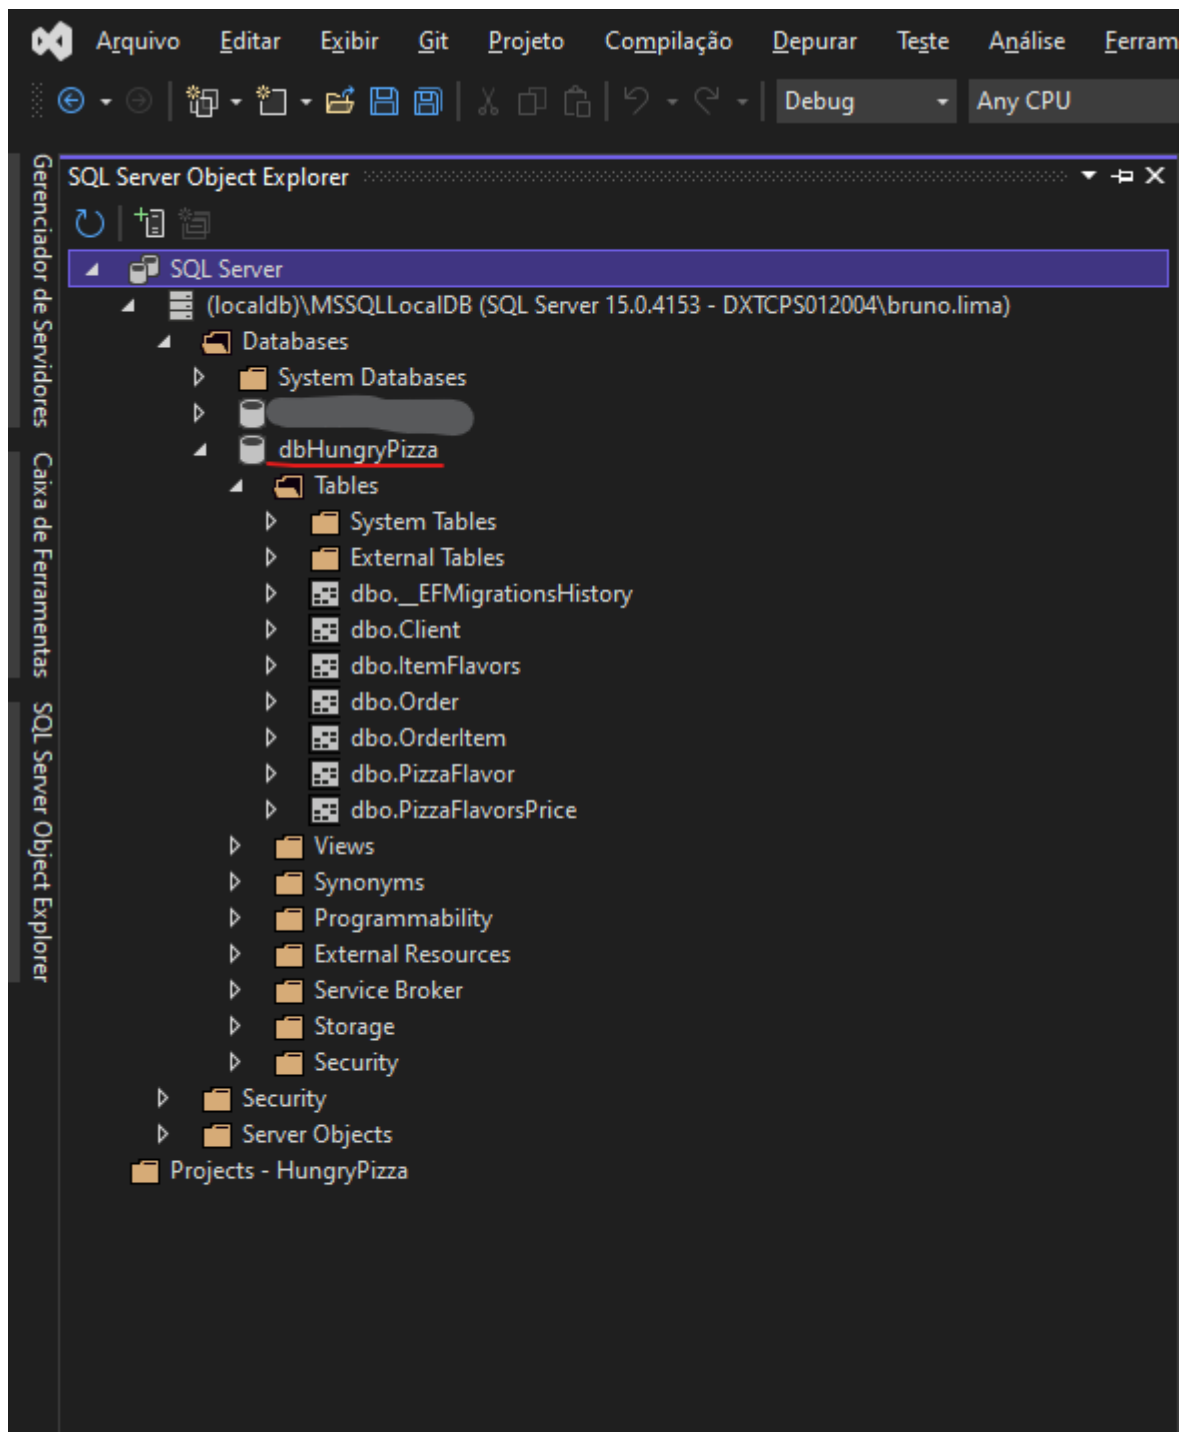 Arquivo Editar Exibir Git Projeto Compilação Depurar Teste Análise Ferram
Debug Any CPU
Gerenciador de Servidores
Caixa de Ferramentas
SQL Server Object Explorer
SQL Server Object Explorer
SQL Server
(localdb)\MSSQLLocalDB (SQL Server 15.0.4153 - DXTCPS012004\bruno.lima)
Databases
System Databases
dbHungryPizza
Tables
System Tables
External Tables
dbo.__EFMigrationsHistory
dbo.Client
dbo.ItemFlavors
dbo.Order
dbo.OrderItem
dbo.PizzaFlavor
dbo.PizzaFlavorsPrice
Views
Synonyms
Programmability
External Resources
Service Broker
Storage
Security
Security
Server Objects
Projects - HungryPizza